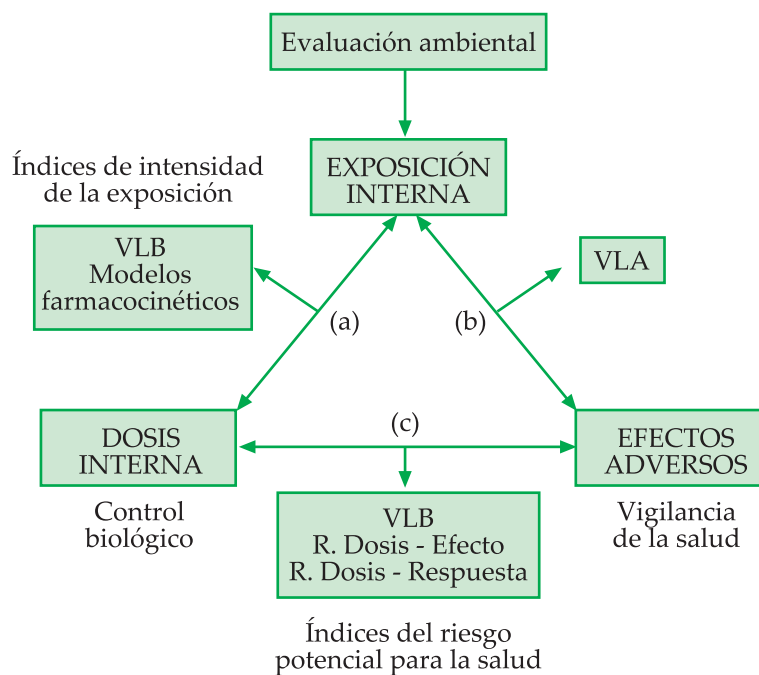 Evaluación ambiental
EXPOSICIÓN
INTERNA
Índices de intensidad
de la exposición
VLB
Modelos
farmacocinéticos
VLA
(a)
(b)
(c)
DOSIS
INTERNA
EFECTOS
ADVERSOS
Control
biológico
VLB
R. Dosis - Efecto
R. Dosis - Respuesta
Vigilancia
de la salud
Índices del riesgo
potencial para la salud